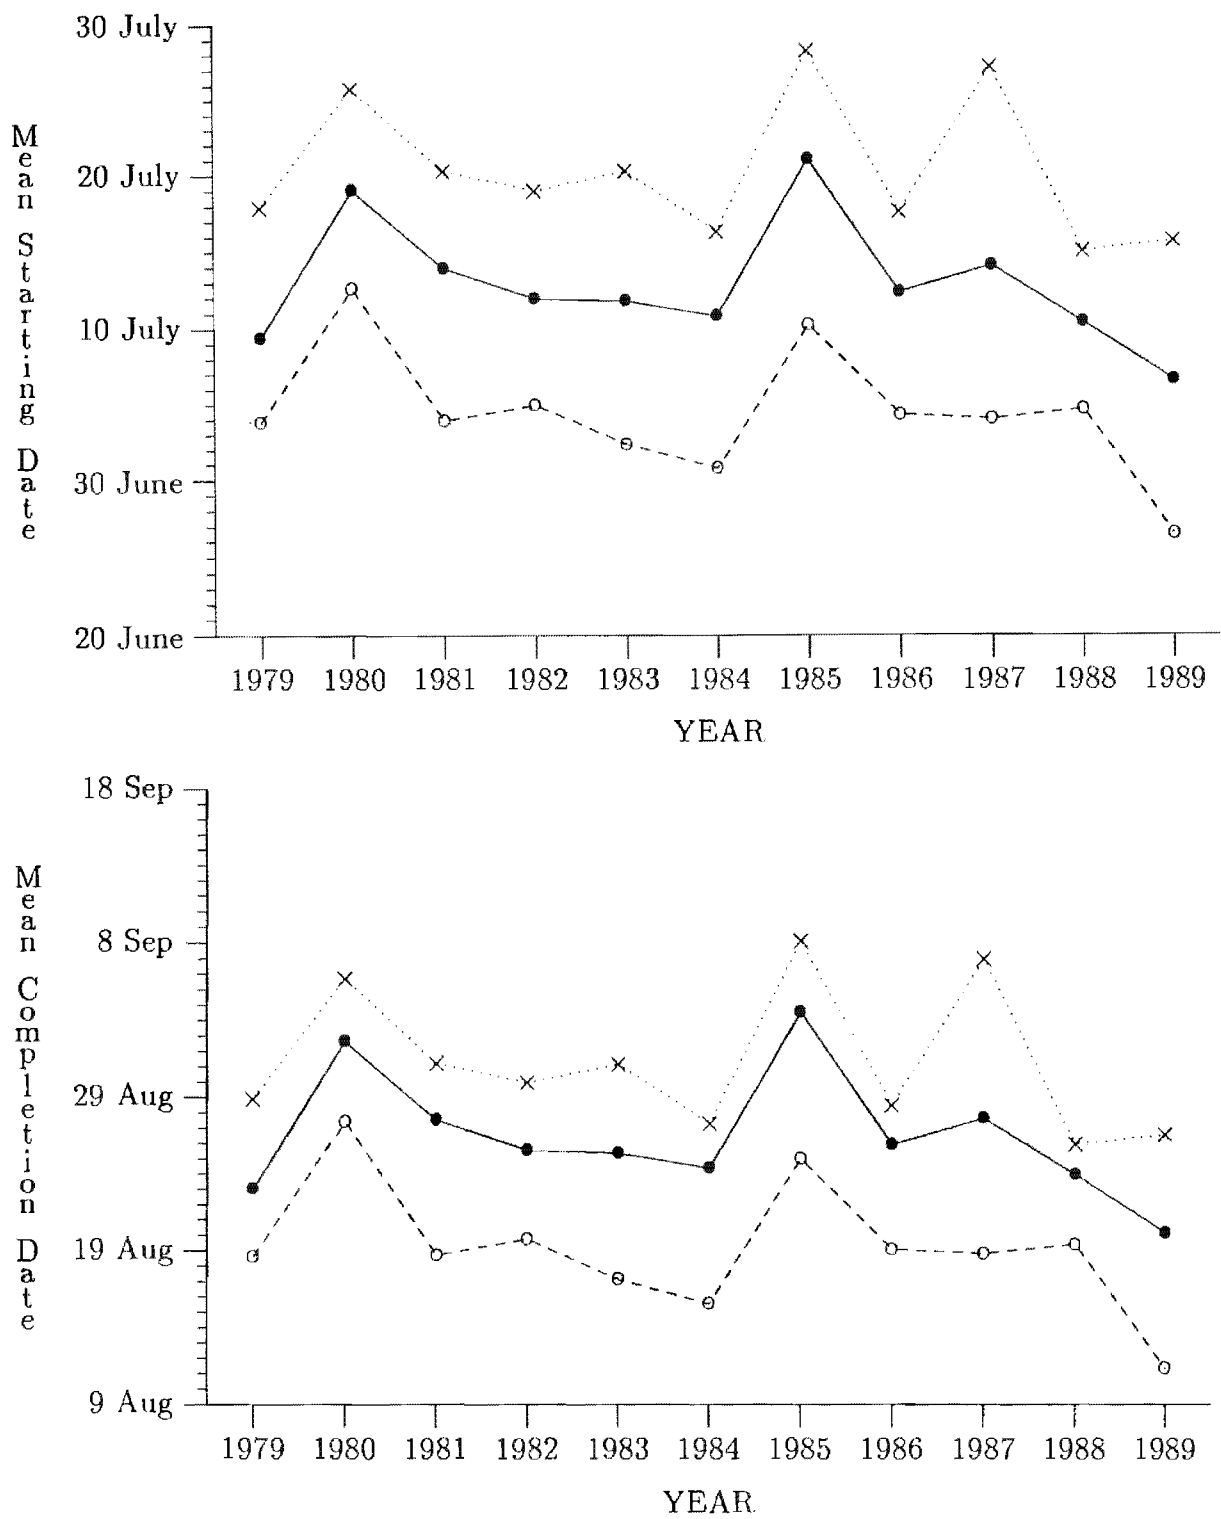 Mean Starting Date
30 July
20 July
10 July
30 June
20 June
1979 1980 1981 1982 1983 1984 1985 1986 1987 1988 1989
YEAR
Mean Completion Date
18 Sep
8 Sep
29 Aug
19 Aug
9 Aug
1979 1980 1981 1982 1983 1984 1985 1986 1987 1988 1989
YEAR